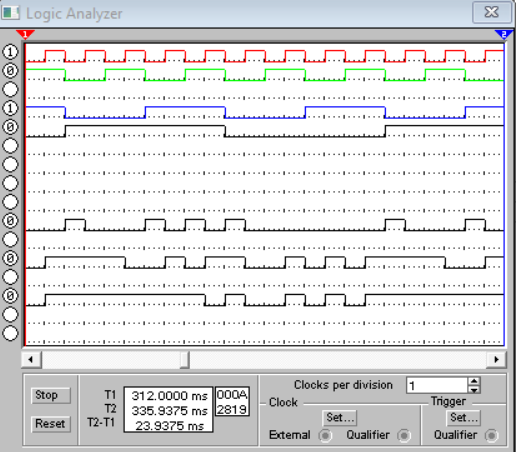 Logic Analyzer
1
2
1
0
1
0
0
0
0
Clocks per division 1
Stop
T1 312.0000 ms 000A
Clock
Trigger
T2 335.9375 ms 2819
Set...
Set...
Reset
T2-T1 23.9375 ms
External
Qualifier
Qualifier